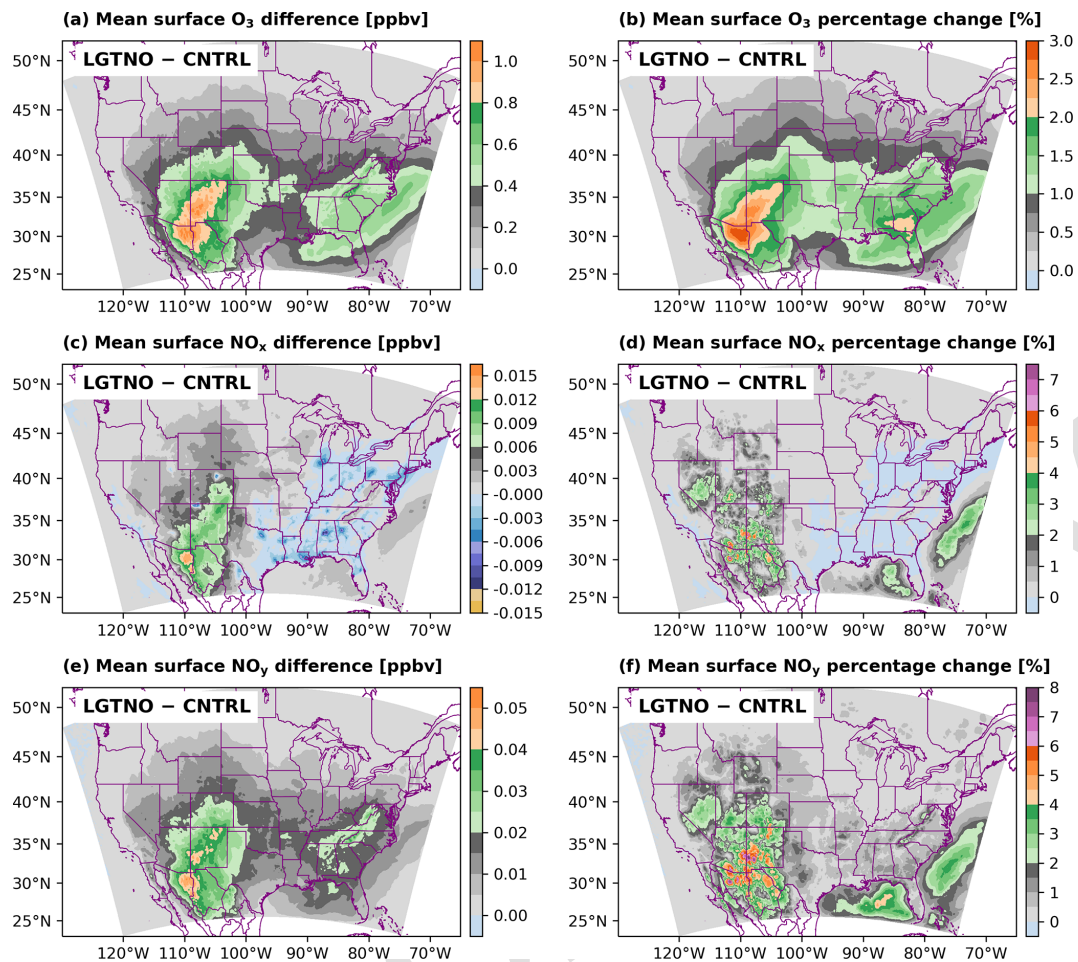 (a) Mean surface O₃ difference [ppbv]
LGTNO − CNTRL
50°N
45°N
40°N
35°N
30°N
25°N
120°W 110°W 100°W 90°W 80°W 70°W
1.0
0.8
0.6
0.4
0.2
0.0
(b) Mean surface O₃ percentage change [%]
LGTNO − CNTRL
50°N
45°N
40°N
35°N
30°N
25°N
120°W 110°W 100°W 90°W 80°W 70°W
3.0
2.5
2.0
1.5
1.0
0.5
0.0
(c) Mean surface NOₓ difference [ppbv]
LGTNO − CNTRL
50°N
45°N
40°N
35°N
30°N
25°N
120°W 110°W 100°W 90°W 80°W 70°W
0.015
0.012
0.009
0.006
0.003
-0.000
-0.003
-0.006
-0.009
-0.012
-0.015
(d) Mean surface NOₓ percentage change [%]
LGTNO − CNTRL
50°N
45°N
40°N
35°N
30°N
25°N
120°W 110°W 100°W 90°W 80°W 70°W
7
6
5
4
3
2
1
0
(e) Mean surface NOᵧ difference [ppbv]
LGTNO − CNTRL
50°N
45°N
40°N
35°N
30°N
25°N
120°W 110°W 100°W 90°W 80°W 70°W
0.05
0.04
0.03
0.02
0.01
0.00
(f) Mean surface NOᵧ percentage change [%]
LGTNO − CNTRL
50°N
45°N
40°N
35°N
30°N
25°N
120°W 110°W 100°W 90°W 80°W 70°W
8
7
6
5
4
3
2
1
0